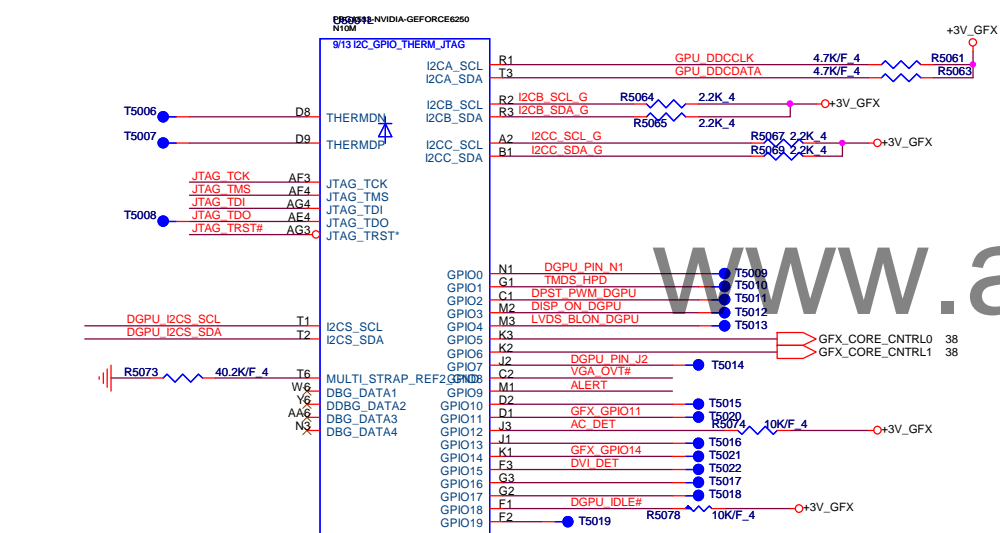 PBGA533-NVIDIA-GEFORCE6250
N10M
9/13 I2C_GPIO_THERM_JTAG
+3V_GFX
I2CA_SCL R1 GPU_DDCCLK 4.7K/F_4 R5061
I2CA_SDA T3 GPU_DDCDATA 4.7K/F_4 R5063
I2CB_SCL R2 I2CB_SCL_G R5064 2.2K_4 +3V_GFX
I2CB_SDA R3 I2CB_SDA_G R5065 2.2K_4
T5006 D8 THERMDN
T5007 D9 THERMDP
I2CC_SCL A2 I2CC_SCL_G R5067 2.2K_4 +3V_GFX
I2CC_SDA B1 I2CC_SDA_G R5069 2.2K_4
JTAG_TCK AF3 JTAG_TCK
JTAG_TMS AF4 JTAG_TMS
JTAG_TDI AG4 JTAG_TDI
T5008 JTAG_TDO AE4 JTAG_TDO
JTAG_TRST# AG3 JTAG_TRST*
www.a
GPIO0 N1 DGPU_PIN_N1 T5009
GPIO1 G1 TMDS_HPD T5010
GPIO2 C1 DPST_PWM_DGPU T5011
GPIO3 M2 DISP_ON_DGPU T5012
GPIO4 M3 LVDS_BLON_DGPU T5013
DGPU_I2CS_SCL T1 I2CS_SCL
DGPU_I2CS_SDA T2 I2CS_SDA
GPIO5 K3 GFX_CORE_CNTRL0 38
GPIO6 K2 GFX_CORE_CNTRL1 38
GPIO7 J2 DGPU_PIN_J2 T5014
R5073 40.2K/F_4 T6 MULTI_STRAP_REF2_GND
GPIO8 C2 VGA_OVT#
W6 DBG_DATA1 GPIO9 M1 ALERT
Y6 DDBG_DATA2 GPIO10 D2 T5015
AA6 DBG_DATA3 GPIO11 D1 GFX_GPIO11 T5020
N3 DBG_DATA4 GPIO12 J3 AC_DET R5074 10K/F_4 +3V_GFX
GPIO13 J1 T5016
GPIO14 K1 GFX_GPIO14 T5021
GPIO15 F3 DVI_DET T5022
GPIO16 G3 T5017
GPIO17 G2 T5018
GPIO18 F1 DGPU_IDLE# R5078 10K/F_4 +3V_GFX
GPIO19 F2 T5019